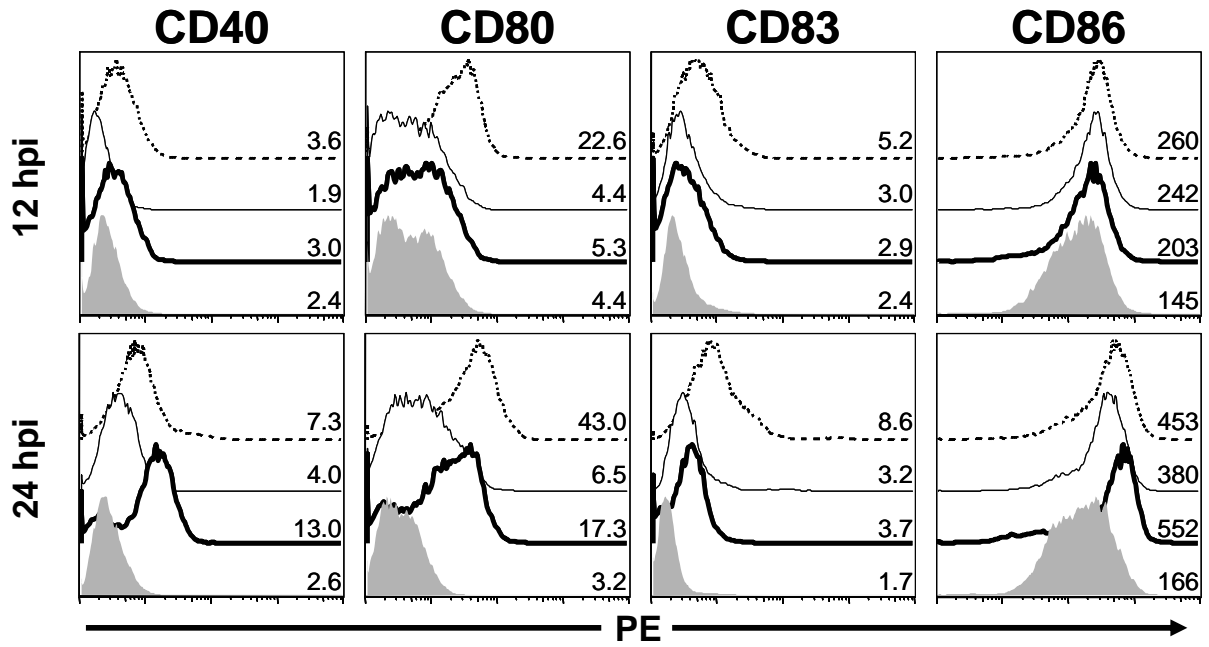 CD40 CD80 CD83 CD86
12 hpi
3.6 22.6 5.2 260
1.9 4.4 3.0 242
3.0 5.3 2.9 203
2.4 4.4 2.4 145
24 hpi
7.3 43.0 8.6 453
4.0 6.5 3.2 380
13.0 17.3 3.7 552
2.6 3.2 1.7 166
PE